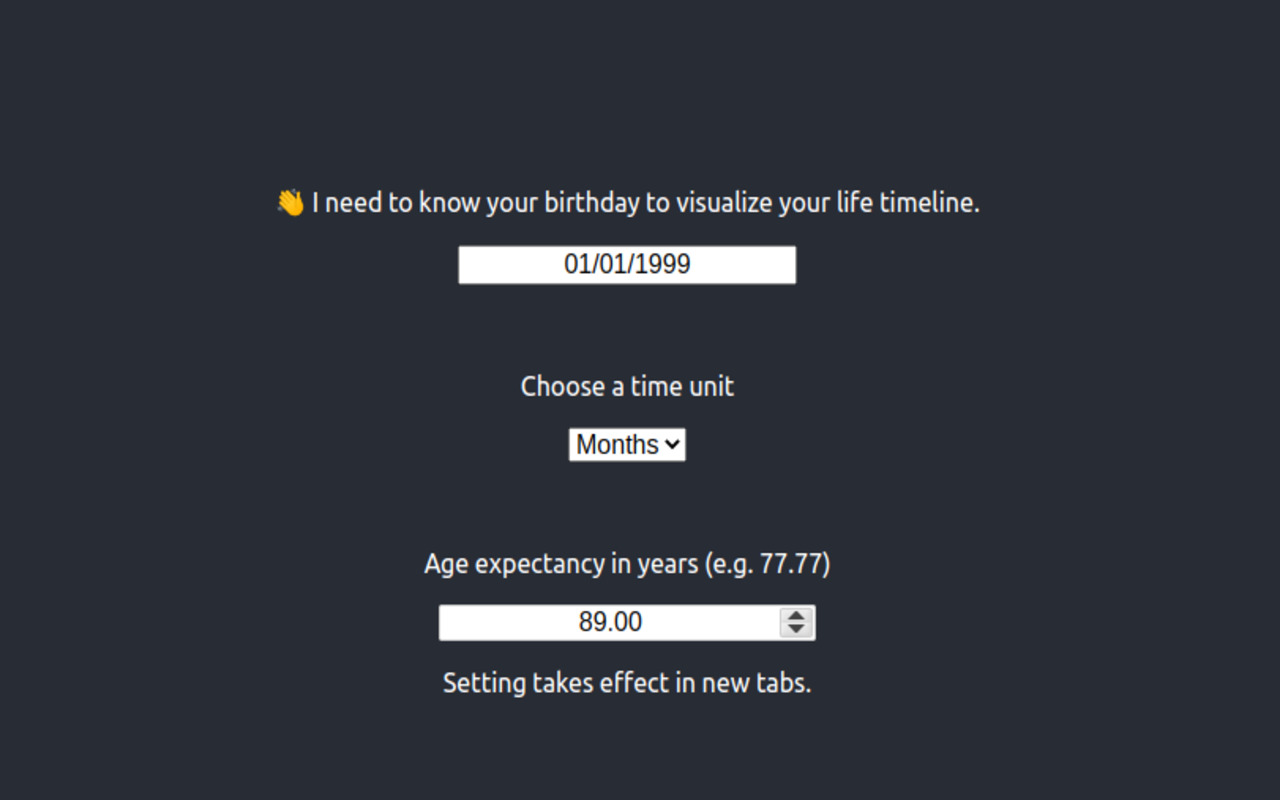 👋 I need to know your birthday to visualize your life timeline.
01/01/1999
Choose a time unit
Months
Age expectancy in years (e.g. 77.77)
89.00
Setting takes effect in new tabs.